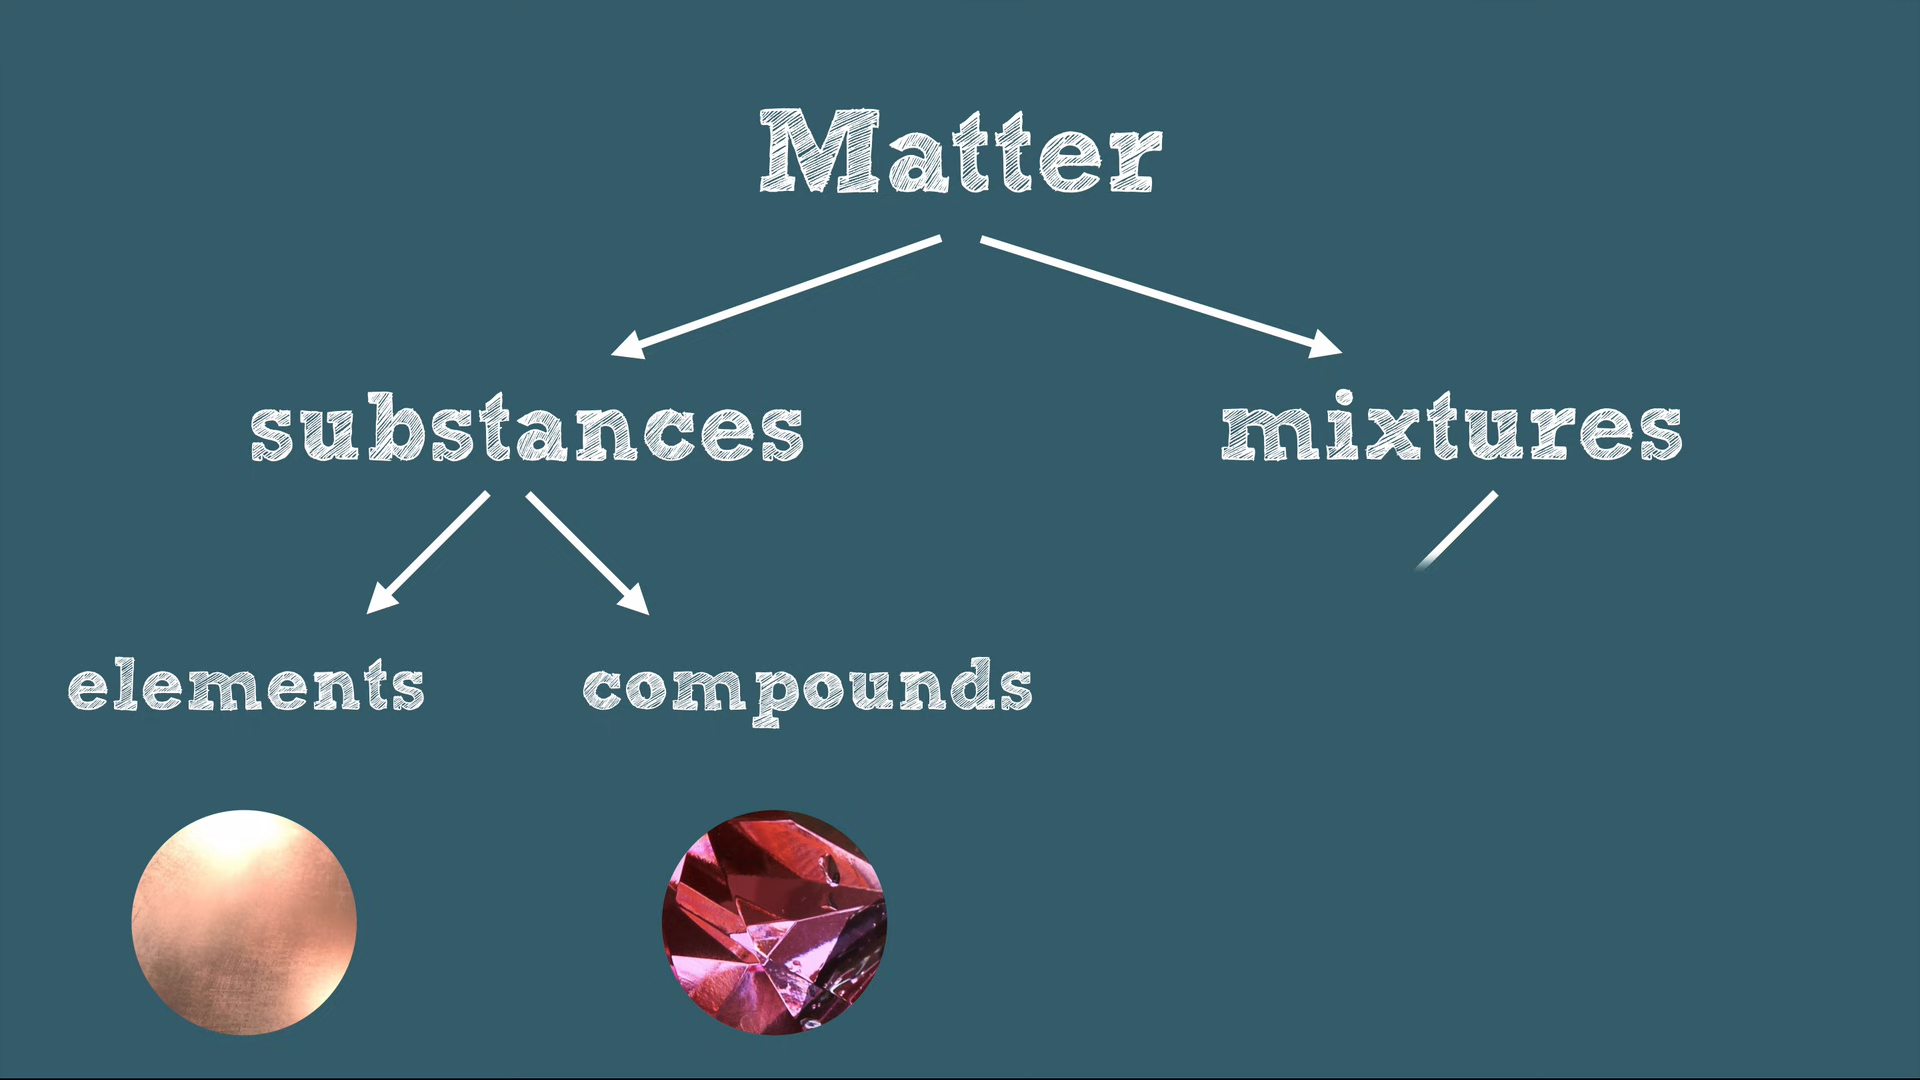 Matter
substances
mixtures
elements
compounds